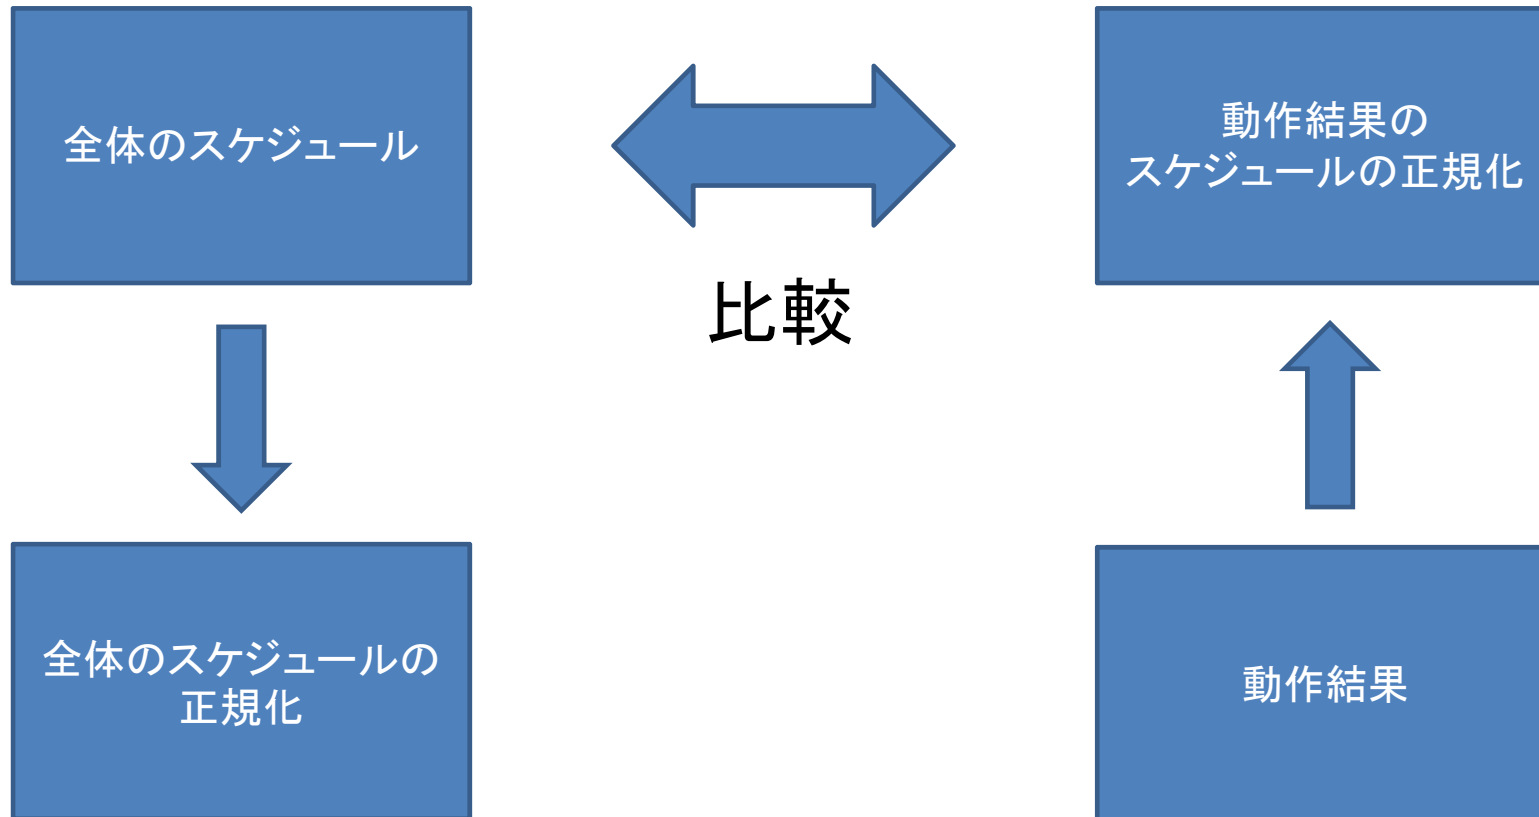 全体のスケジュール
動作結果の
スケジュールの正規化
比較
全体のスケジュールの
正規化
動作結果